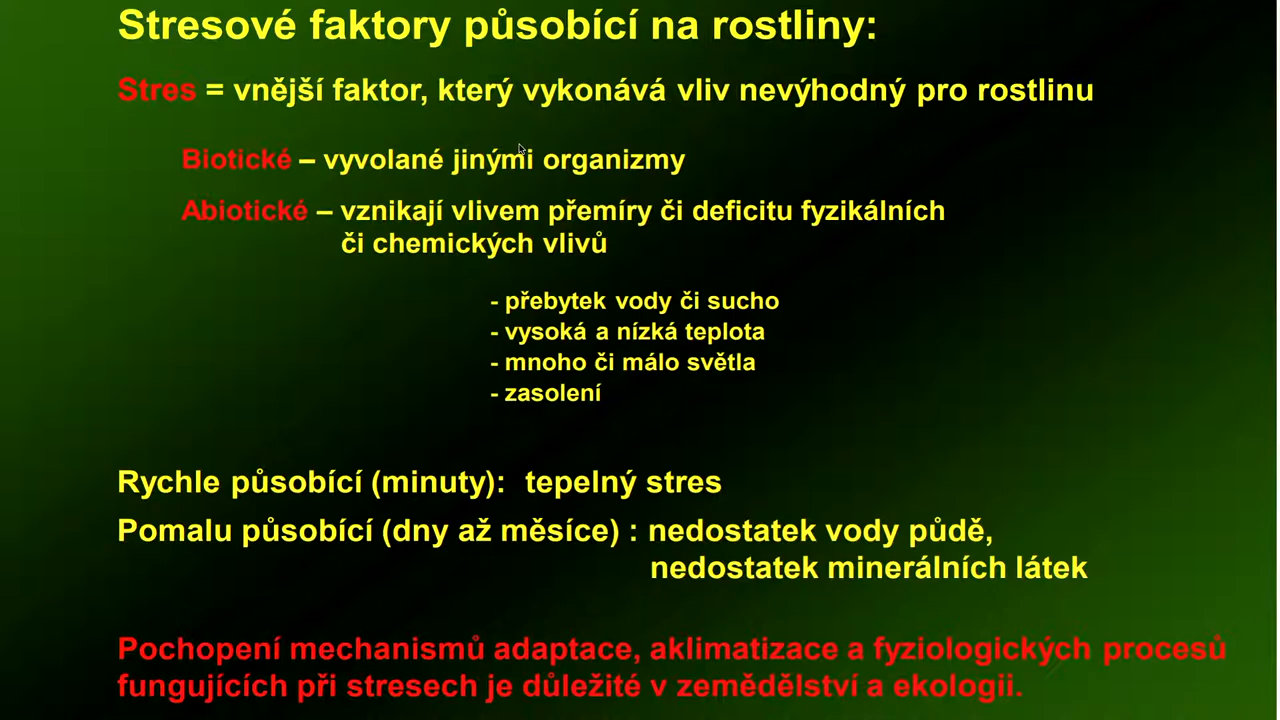 Stresové faktory působící na rostliny:
Stres = vnější faktor, který vykonává vliv nevýhodný pro rostlinu
Biotické – vyvolané jinými organizmy
Abiotické – vznikají vlivem přemíry či deficitu fyzikálních
či chemických vlivů
- přebytek vody či sucho
- vysoká a nízká teplota
- mnoho či málo světla
- zasolení
Rychle působící (minuty): tepelný stres
Pomalu působící (dny až měsíce) : nedostatek vody půdě,
nedostatek minerálních látek
Pochopení mechanismů adaptace, aklimatizace a fyziologických procesů
fungujících při stresech je důležité v zemědělství a ekologii.